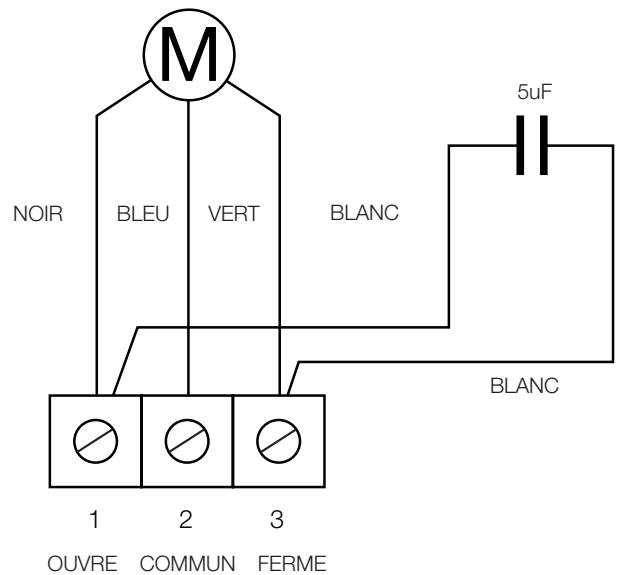 M
5uF
NOIR BLEU VERT BLANC
BLANC
1 2 3
OUVRE COMMUN FERME